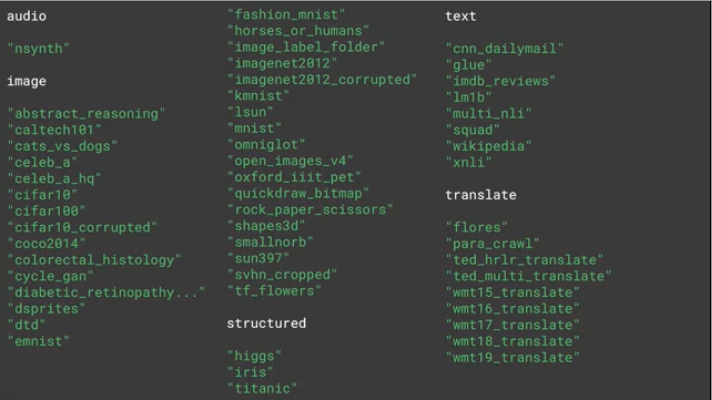 audio
"nsynth"
image
"abstract_reasoning"
"caltech101"
"cats_vs_dogs"
"celeb_a"
"celeb_a_hq"
"cifar10"
"cifar100"
"cifar10_corrupted"
"coco2014"
"colorectal_histology"
"cycle_gan"
"diabetic_retinopathy..."
"dsprites"
"dtd"
"emnist"
"fashion_mnist"
"horses_or_humans"
"image_label_folder"
"imagenet2012"
"imagenet2012_corrupted"
"kmnist"
"lsun"
"mnist"
"omniglot"
"open_images_v4"
"oxford_iiit_pet"
"quickdraw_bitmap"
"rock_paper_scissors"
"shapes3d"
"smallnorb"
"sun397"
"svhn_cropped"
"tf_flowers"
structured
"higgs"
"iris"
"titanic"
text
"cnn_dailymail"
"glue"
"imdb_reviews"
"lm1b"
"multi_nli"
"squad"
"wikipedia"
"xnli"
translate
"flores"
"para_crawl"
"ted_hrlr_translate"
"ted_multi_translate"
"wmt15_translate"
"wmt16_translate"
"wmt17_translate"
"wmt18_translate"
"wmt19_translate"